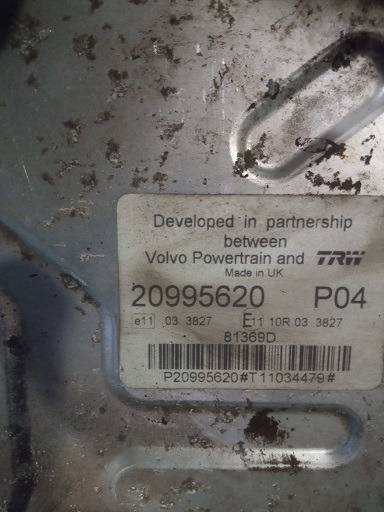 Developed in partnership
between
Volvo Powertrain and TRW
Made in UK
20995620 P04
e11 03 3827 E11 10R 03 3827
81369D
P20995620#T11034479#